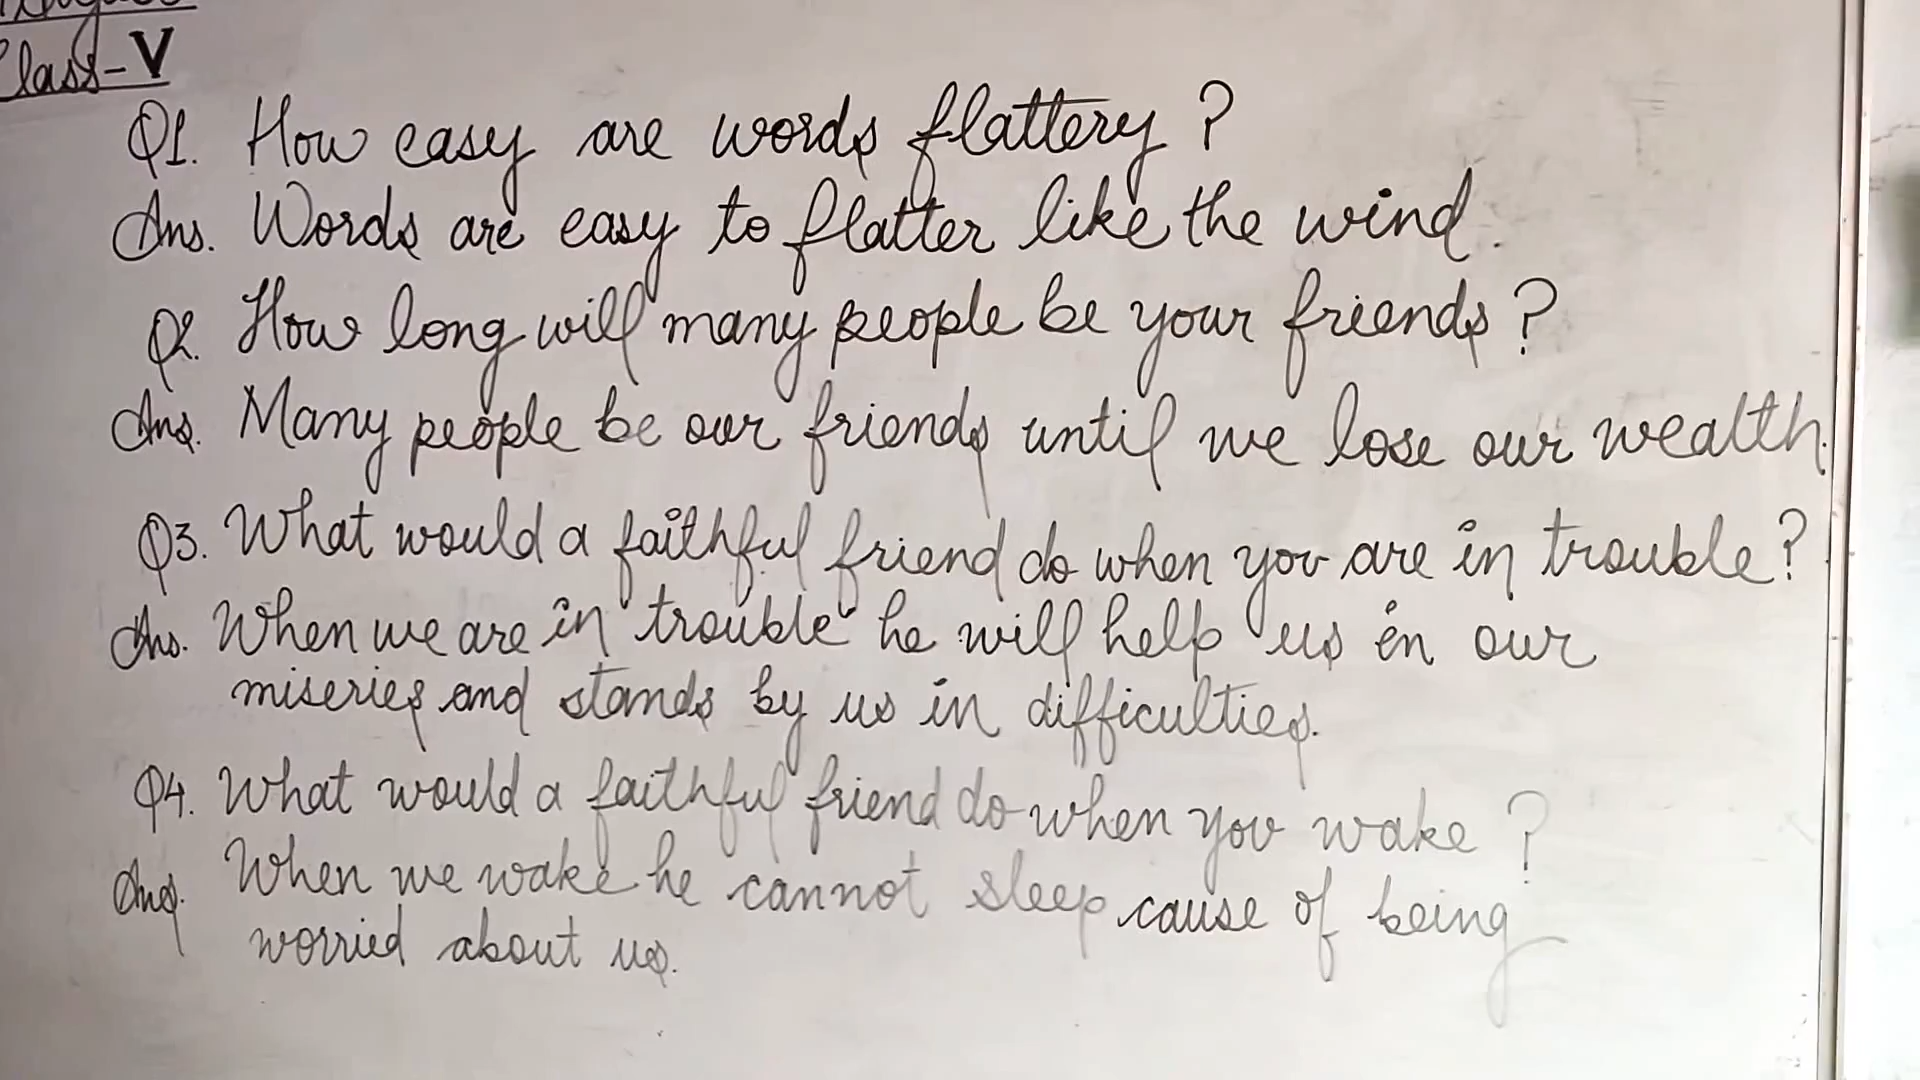 Class-V
Q1. How easy are words flattery?
Ans. Words are easy to flatter like the wind.
Q2. How long will many people be your friends?
Ans. Many people be our friends until we lose our wealth.
Q3. What would a faithful friend do when you are in trouble?
Ans. When we are in trouble he will help us in our
miseries and stands by us in difficulties.
Q4. What would a faithful friend do when you wake?
Ans. When we wake he cannot sleep cause of being
worried about us.